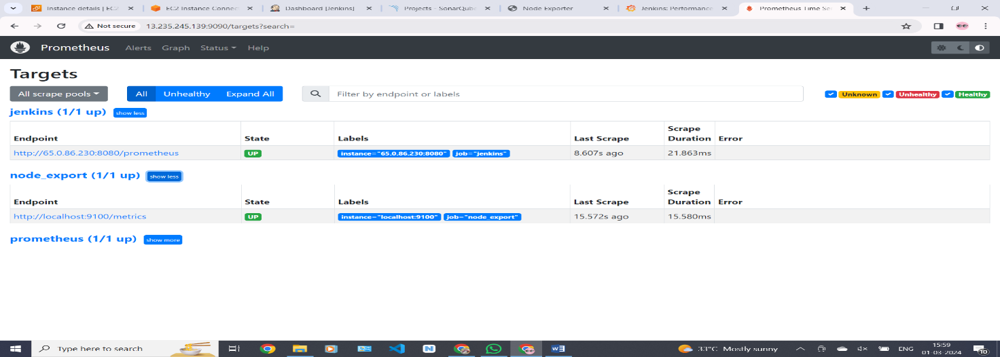 Instance details | EC2
EC2 Instance Connect
Dashboard [Jenkins]
Projects - SonarQube
Node Exporter
Jenkins: Performance
Prometheus Time Ser
Not secure 13.235.245.139:9090/targets?search=
Prometheus Alerts Graph Status Help
Targets
All scrape pools All Unhealthy Expand All Filter by endpoint or labels Unknown Unhealthy Healthy
jenkins (1/1 up) show less
Endpoint State Labels Last Scrape Scrape Duration Error
http://65.0.86.230:8080/prometheus UP instance="65.0.86.230:8080" job="jenkins" 8.607s ago 21.863ms
node_export (1/1 up) show less
Endpoint State Labels Last Scrape Scrape Duration Error
http://localhost:9100/metrics UP instance="localhost:9100" job="node_export" 15.572s ago 15.580ms
prometheus (1/1 up) show more
Type here to search 33°C Mostly sunny ENG 15:59
01-03-2024 10